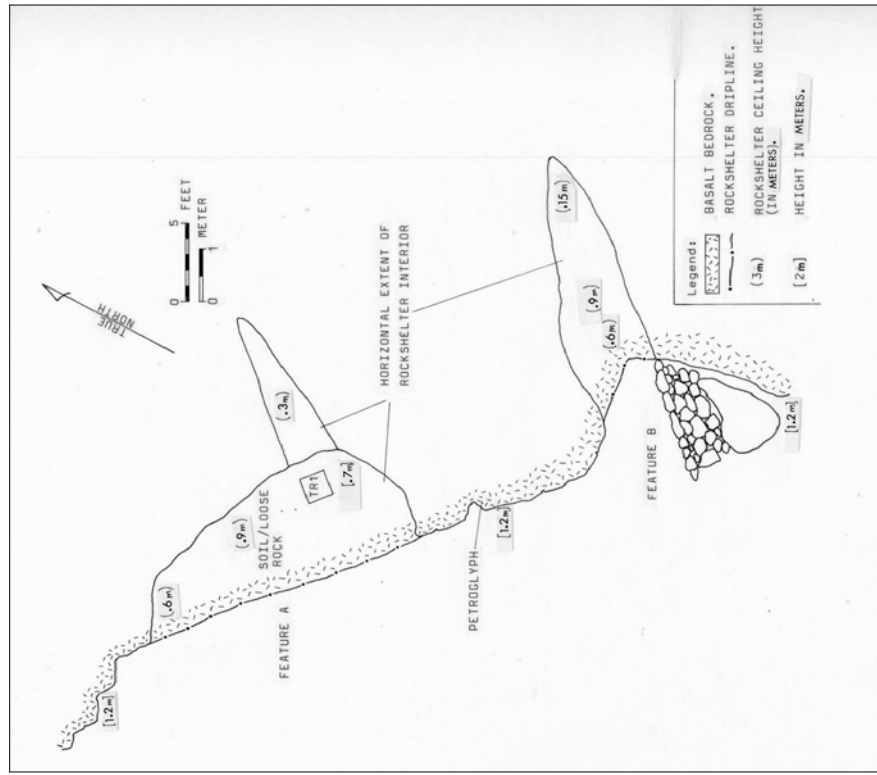 TRUE
NORTH
0 5
FEET
METER
0 1
HORIZONTAL EXTENT OF
ROCKSHELTER INTERIOR
(.3m)
(.15m)
(.9m)
(.6m)
TR1
[.7m]
SOIL/LOOSE
ROCK
(.9m)
(.6m)
FEATURE A
[1.2m]
PETROGLYPH
[1.2m]
FEATURE B
[1.2m]
Legend:
BASALT BEDROCK.
ROCKSHELTER DRIPLINE.
(3m) ROCKSHELTER CEILING HEIGHT
(IN METERS).
[2m] HEIGHT IN METERS.